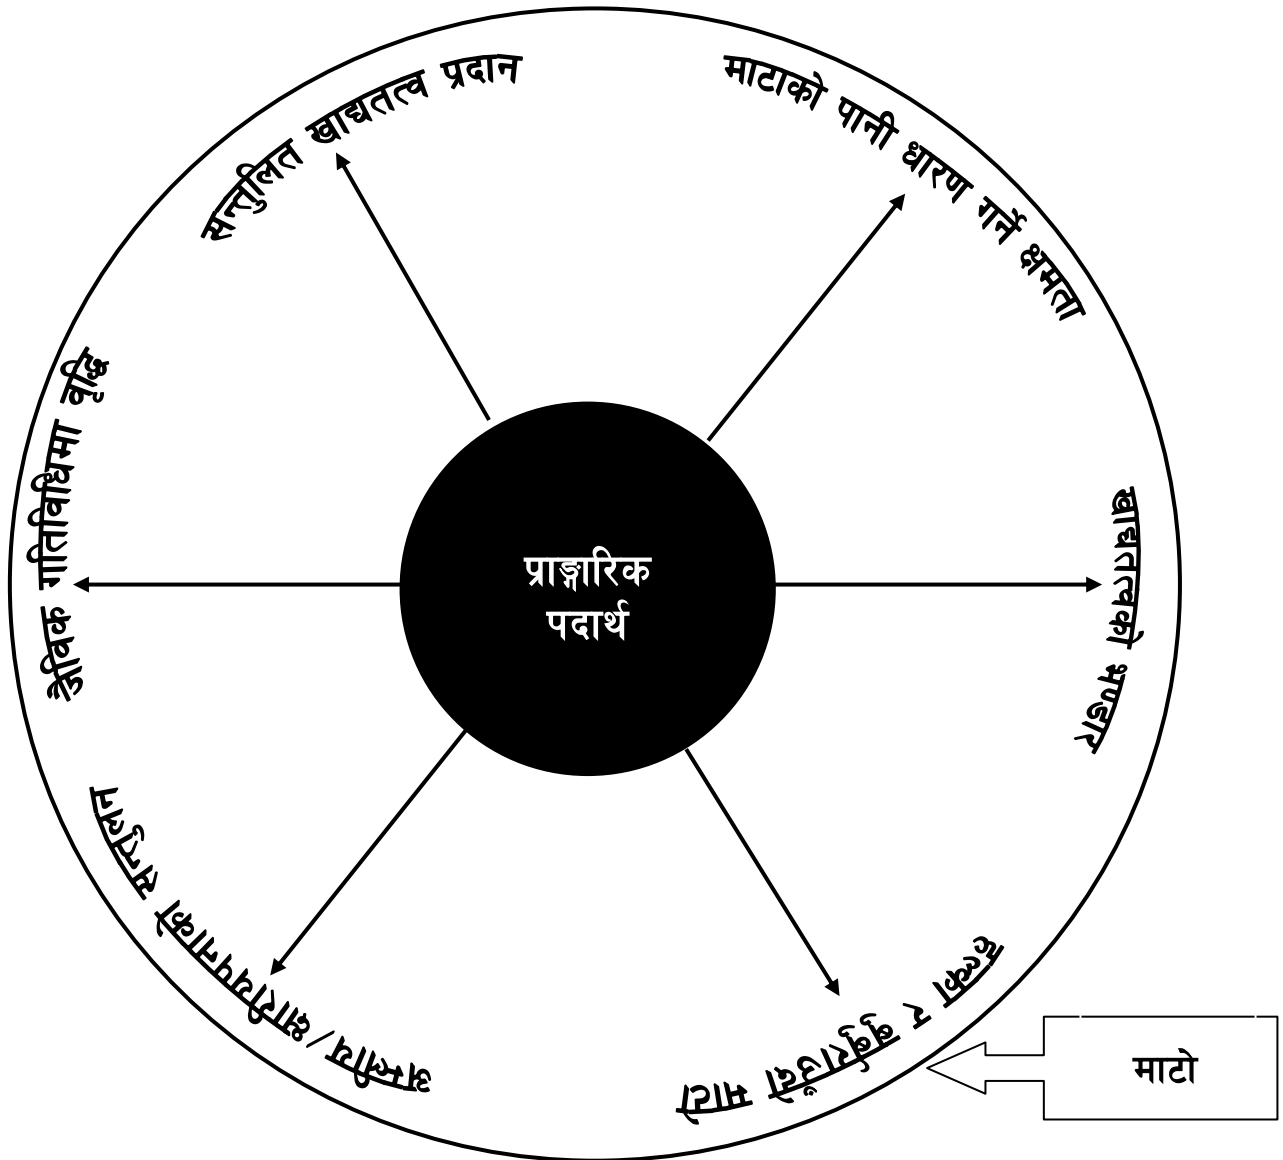 सन्तुलित खाद्यतत्व प्रदान
माटाको पानी धारण गर्ने क्षमता
खाद्यतत्वको भण्डार
हल्का र बुर्बुराउँदो माटो
अम्लीय/क्षारीयपनाको सन्तुलन
जैविक गतिविधिमा वृद्धि
प्राङ्गारिक
पदार्थ
माटो